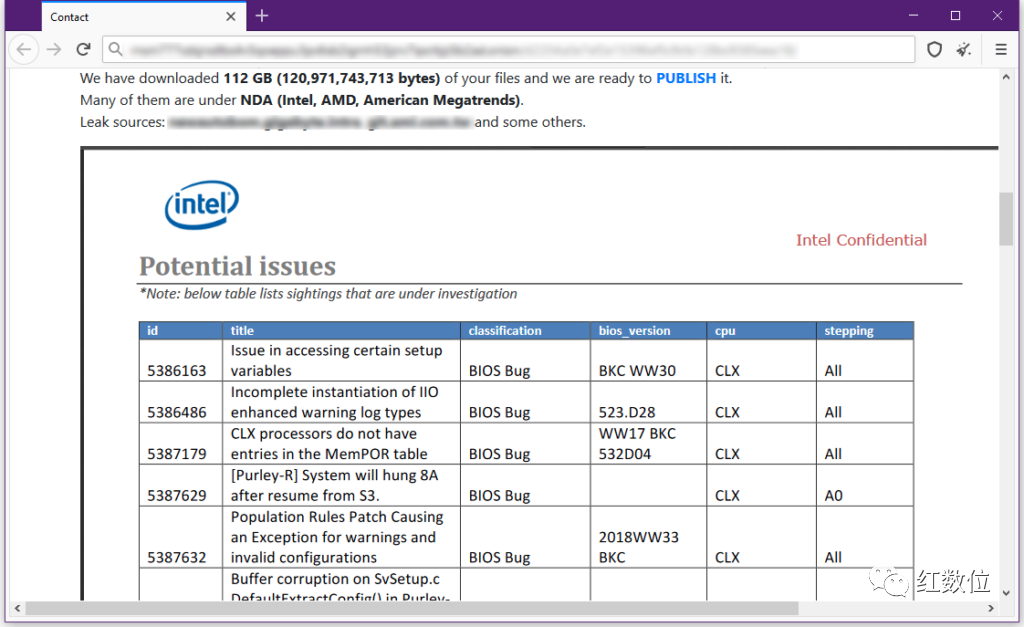 Contact
We have downloaded 112 GB (120,971,743,713 bytes) of your files and we are ready to PUBLISH it.
Many of them are under NDA (Intel, AMD, American Megatrends).
Leak sources: and some others.
intel
Intel Confidential
Potential issues
*Note: below table lists sightings that are under investigation
id title classification bios_version cpu stepping
Issue in accessing certain setup
5386163 variables BIOS Bug BKC WW30 CLX All
Incomplete instantiation of IIO
5386486 enhanced warning log types BIOS Bug 523.D28 CLX All
CLX processors do not have WW17 BKC
5387179 entries in the MemPOR table BIOS Bug 532D04 CLX All
[Purley-R] System will hung 8A
5387629 after resume from S3. BIOS Bug CLX A0
Population Rules Patch Causing
an Exception for warnings and 2018WW33
5387632 invalid configurations BIOS Bug BKC CLX All
Buffer corruption on SvSetup.c
DefaultExtractConfig() in Purley-
红数位